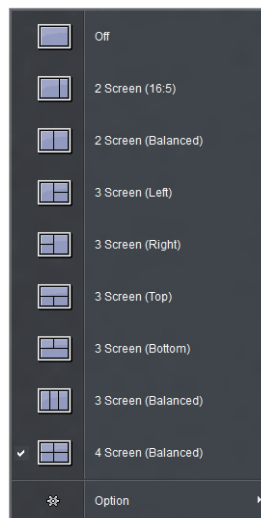 Off
2 Screen (16:5)
2 Screen (Balanced)
3 Screen (Left)
3 Screen (Right)
3 Screen (Top)
3 Screen (Bottom)
3 Screen (Balanced)
4 Screen (Balanced)
Option